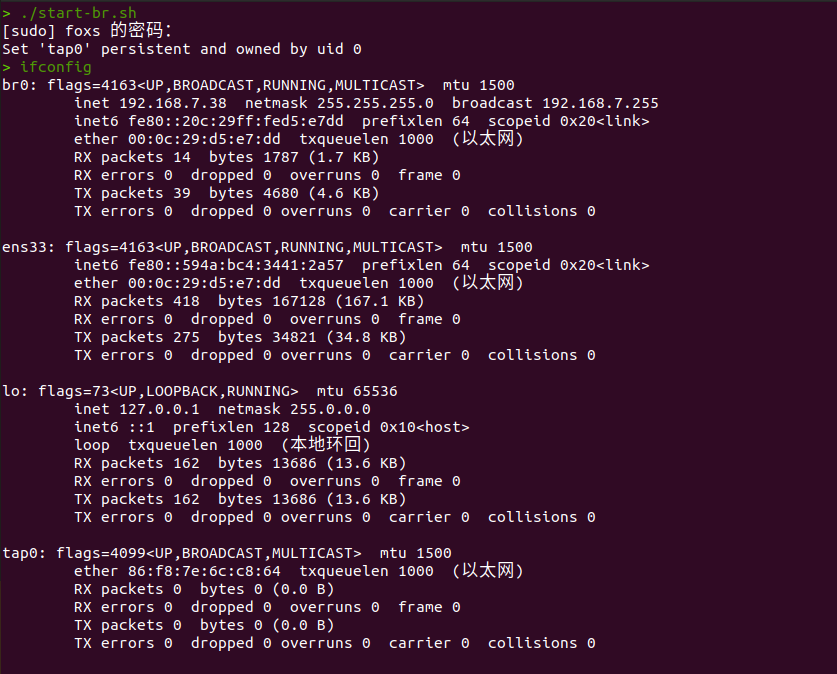 > ./start-br.sh
[sudo] foxs 的密码：
Set 'tap0' persistent and owned by uid 0
> ifconfig
br0: flags=4163<UP,BROADCAST,RUNNING,MULTICAST>  mtu 1500
        inet 192.168.7.38  netmask 255.255.255.0  broadcast 192.168.7.255
        inet6 fe80::20c:29ff:fed5:e7dd  prefixlen 64  scopeid 0x20<link>
        ether 00:0c:29:d5:e7:dd  txqueuelen 1000  (以太网)
        RX packets 14  bytes 1787 (1.7 KB)
        RX errors 0  dropped 0  overruns 0  frame 0
        TX packets 39  bytes 4680 (4.6 KB)
        TX errors 0  dropped 0 overruns 0  carrier 0  collisions 0

ens33: flags=4163<UP,BROADCAST,RUNNING,MULTICAST>  mtu 1500
        inet6 fe80::594a:bc4:3441:2a57  prefixlen 64  scopeid 0x20<link>
        ether 00:0c:29:d5:e7:dd  txqueuelen 1000  (以太网)
        RX packets 418  bytes 167128 (167.1 KB)
        RX errors 0  dropped 0  overruns 0  frame 0
        TX packets 275  bytes 34821 (34.8 KB)
        TX errors 0  dropped 0 overruns 0  carrier 0  collisions 0

lo: flags=73<UP,LOOPBACK,RUNNING>  mtu 65536
        inet 127.0.0.1  netmask 255.0.0.0
        inet6 ::1  prefixlen 128  scopeid 0x10<host>
        loop  txqueuelen 1000  (本地环回)
        RX packets 162  bytes 13686 (13.6 KB)
        RX errors 0  dropped 0  overruns 0  frame 0
        TX packets 162  bytes 13686 (13.6 KB)
        TX errors 0  dropped 0 overruns 0  carrier 0  collisions 0

tap0: flags=4099<UP,BROADCAST,MULTICAST>  mtu 1500
        ether 86:f8:7e:6c:c8:64  txqueuelen 1000  (以太网)
        RX packets 0  bytes 0 (0.0 B)
        RX errors 0  dropped 0  overruns 0  frame 0
        TX packets 0  bytes 0 (0.0 B)
        TX errors 0  dropped 0 overruns 0  carrier 0  collisions 0